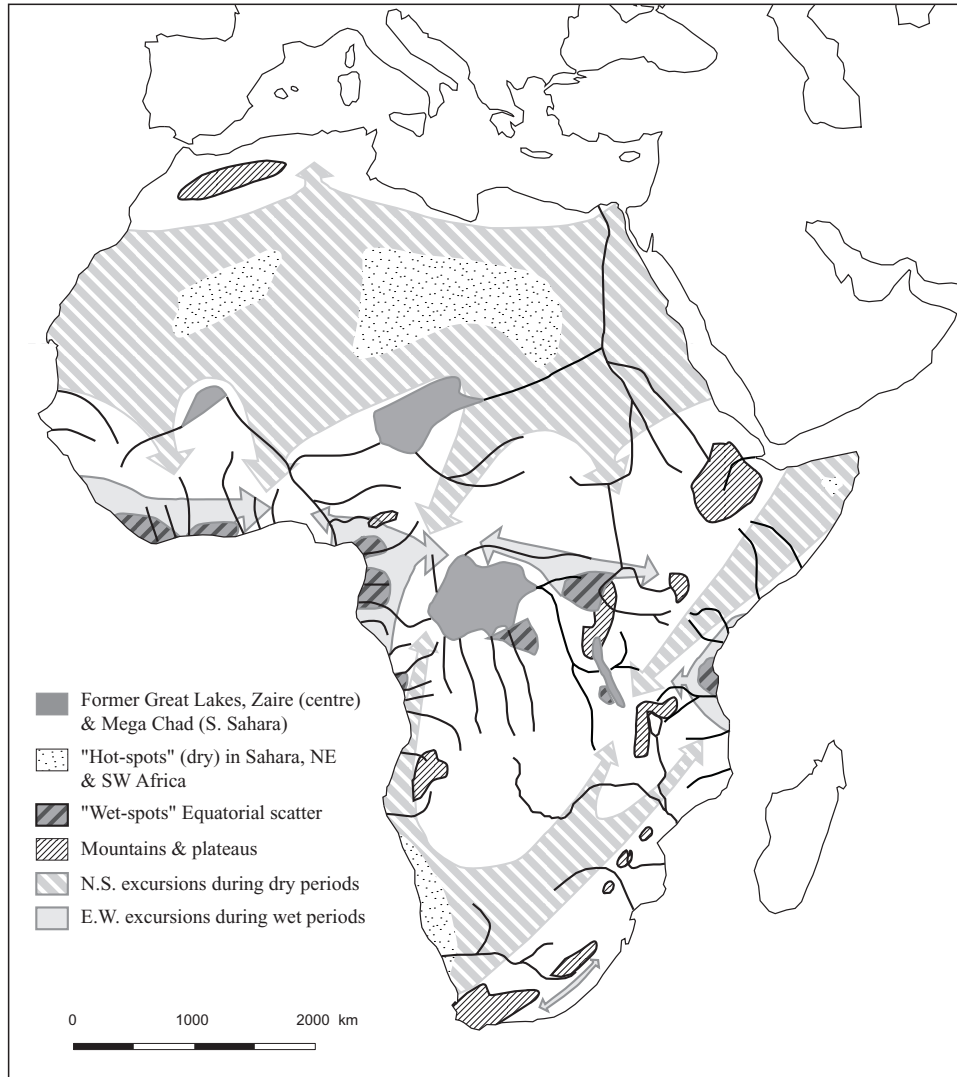 Former Great Lakes, Zaire (centre)
& Mega Chad (S. Sahara)
"Hot-spots" (dry) in Sahara, NE
& SW Africa
"Wet-spots" Equatorial scatter
Mountains & plateaus
N.S. excursions during dry periods
E.W. excursions during wet periods
0 1000 2000 km